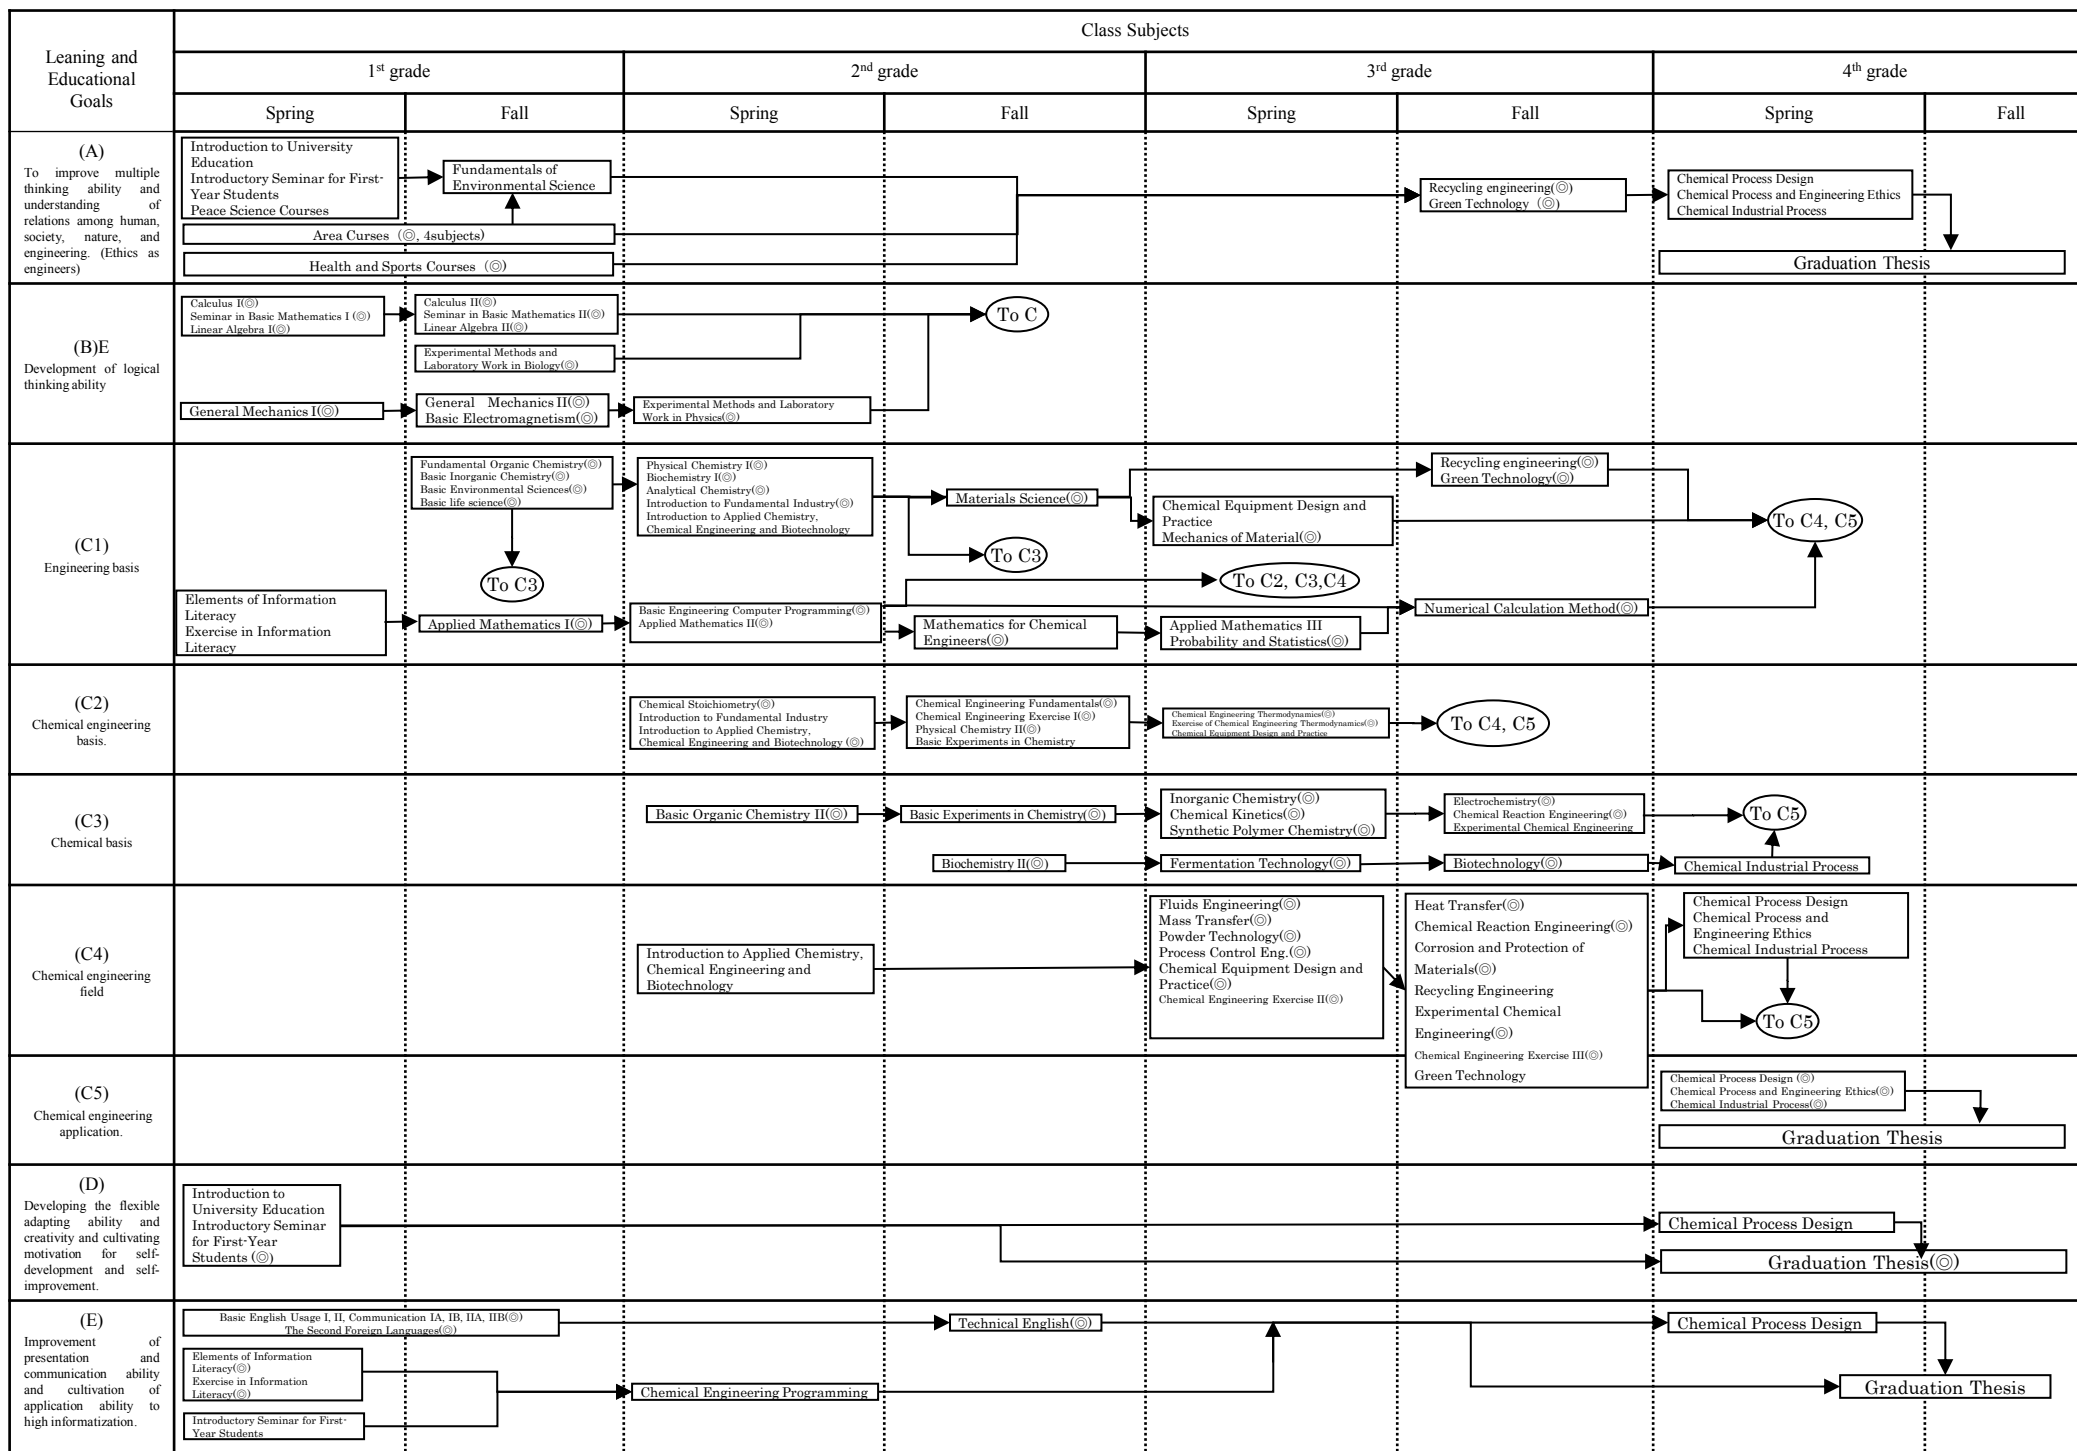 Leaning and
Educational
Goals
Class Subjects
1st grade
2nd grade
3rd grade
4th grade
Spring
Fall
Spring
Fall
Spring
Fall
Spring
Fall
(A)
To improve multiple
thinking ability and
understanding of
relations among human,
society, nature, and
engineering. (Ethics as
engineers)
Introduction to University
Education
Introductory Seminar for First-
Year Students
Peace Science Courses
Fundamentals of
Environmental Science
Area Curses (◎, 4subjects)
Health and Sports Courses (◎)
Recycling engineering(◎)
Green Technology (◎)
Chemical Process Design
Chemical Process and Engineering Ethics
Chemical Industrial Process
Graduation Thesis
(B)E
Development of logical
thinking ability
Calculus I(◎)
Seminar in Basic Mathematics I (◎)
Linear Algebra I(◎)
Calculus II(◎)
Seminar in Basic Mathematics II(◎)
Linear Algebra II(◎)
To C
Experimental Methods and
Laboratory Work in Biology(◎)
General Mechanics I(◎)
General Mechanics II(◎)
Basic Electromagnetism(◎)
Experimental Methods and Laboratory
Work in Physics(◎)
(C1)
Engineering basis
Fundamental Organic Chemistry(◎)
Basic Inorganic Chemistry(◎)
Basic Environmental Sciences(◎)
Basic life science(◎)
To C3
Physical Chemistry I(◎)
Biochemistry I(◎)
Analytical Chemistry(◎)
Introduction to Fundamental Industry(◎)
Introduction to Applied Chemistry,
Chemical Engineering and Biotechnology
Materials Science(◎)
To C3
Chemical Equipment Design and
Practice
Mechanics of Material(◎)
Recycling engineering(◎)
Green Technology(◎)
To C4, C5
To C2, C3,C4
Elements of Information
Literacy
Exercise in Information
Literacy
Applied Mathematics I(◎)
Basic Engineering Computer Programming(◎)
Applied Mathematics II(◎)
Mathematics for Chemical
Engineers(◎)
Applied Mathematics III
Probability and Statistics(◎)
Numerical Calculation Method(◎)
(C2)
Chemical engineering
basis.
Chemical Stoichiometry(◎)
Introduction to Fundamental Industry
Introduction to Applied Chemistry,
Chemical Engineering and Biotechnology (◎)
Chemical Engineering Fundamentals(◎)
Chemical Engineering Exercise I(◎)
Physical Chemistry II(◎)
Basic Experiments in Chemistry
Chemical Engineering Thermodynamics(◎)
Exercise of Chemical Engineering Thermodynamics(◎)
Chemical Equipment Design and Practice
To C4, C5
(C3)
Chemical basis
Basic Organic Chemistry II(◎)
Basic Experiments in Chemistry(◎)
Inorganic Chemistry(◎)
Chemical Kinetics(◎)
Synthetic Polymer Chemistry(◎)
Electrochemistry(◎)
Chemical Reaction Engineering(◎)
Experimental Chemical Engineering
To C5
Biochemistry II(◎)
Fermentation Technology(◎)
Biotechnology(◎)
Chemical Industrial Process
(C4)
Chemical engineering
field
Introduction to Applied Chemistry,
Chemical Engineering and
Biotechnology
Fluids Engineering(◎)
Mass Transfer(◎)
Powder Technology(◎)
Process Control Eng.(◎)
Chemical Equipment Design and
Practice(◎)
Chemical Engineering Exercise II(◎)
Heat Transfer(◎)
Chemical Reaction Engineering(◎)
Corrosion and Protection of
Materials(◎)
Recycling Engineering
Experimental Chemical
Engineering(◎)
Chemical Engineering Exercise III(◎)
Green Technology
Chemical Process Design
Chemical Process and
Engineering Ethics
Chemical Industrial Process
To C5
(C5)
Chemical engineering
application.
Chemical Process Design (◎)
Chemical Process and Engineering Ethics(◎)
Chemical Industrial Process(◎)
Graduation Thesis
(D)
Developing the flexible
adapting ability and
creativity and cultivating
motivation for self-
development and self-
improvement.
Introduction to
University Education
Introductory Seminar
for First-Year
Students (◎)
Chemical Process Design
Graduation Thesis(◎)
(E)
Improvement of
presentation and
communication ability
and cultivation of
application ability to
high informatization.
Basic English Usage I, II, Communication IA, IB, IIA, IIB(◎)
The Second Foreign Languages(◎)
Technical English(◎)
Chemical Process Design
Elements of Information
Literacy(◎)
Exercise in Information
Literacy(◎)
Chemical Engineering Programming
Graduation Thesis
Introductory Seminar for First-
Year Students